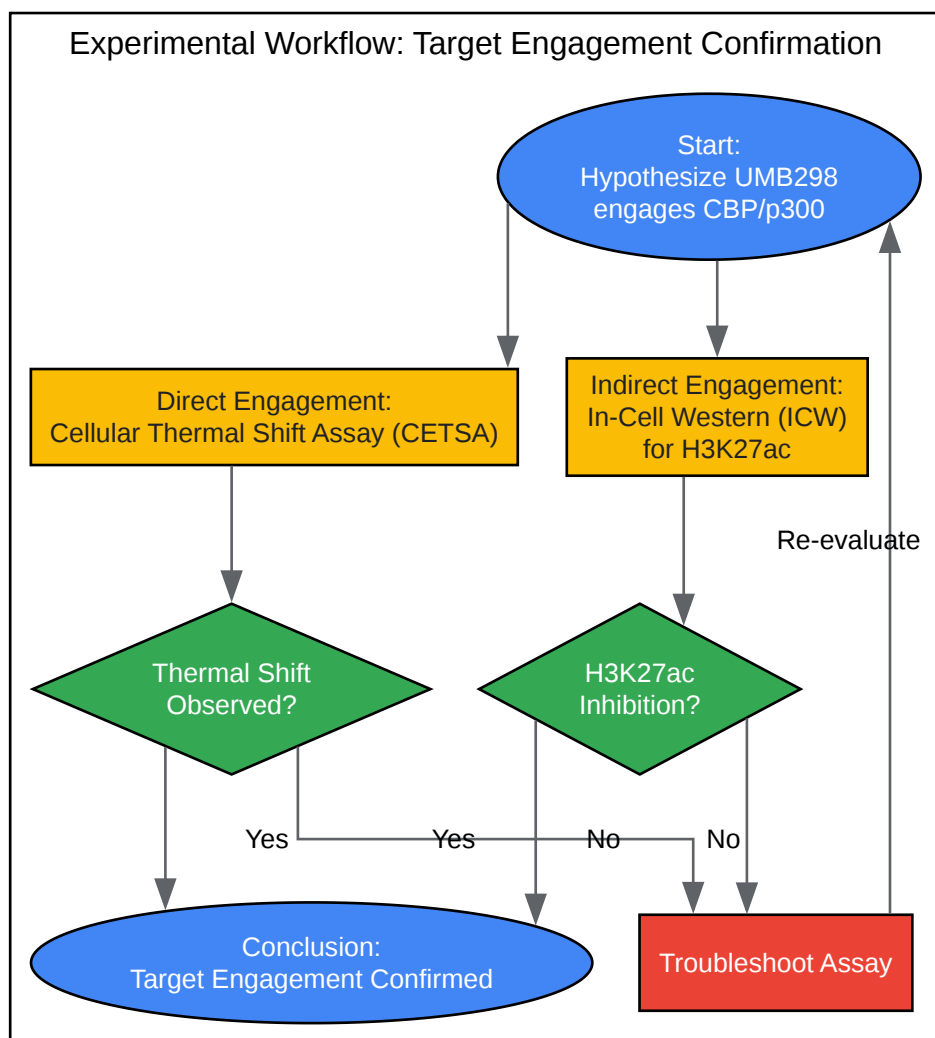 Experimental Workflow: Target Engagement Confirmation
Start:
Hypothesize UMB298
engages CBP/p300
Direct Engagement:
Cellular Thermal Shift Assay (CETSA)
Indirect Engagement:
In-Cell Western (ICW)
for H3K27ac
Re-evaluate
Thermal Shift
Observed?
H3K27ac
Inhibition?
Yes
Yes
No
No
Conclusion:
Target Engagement Confirmed
Troubleshoot Assay